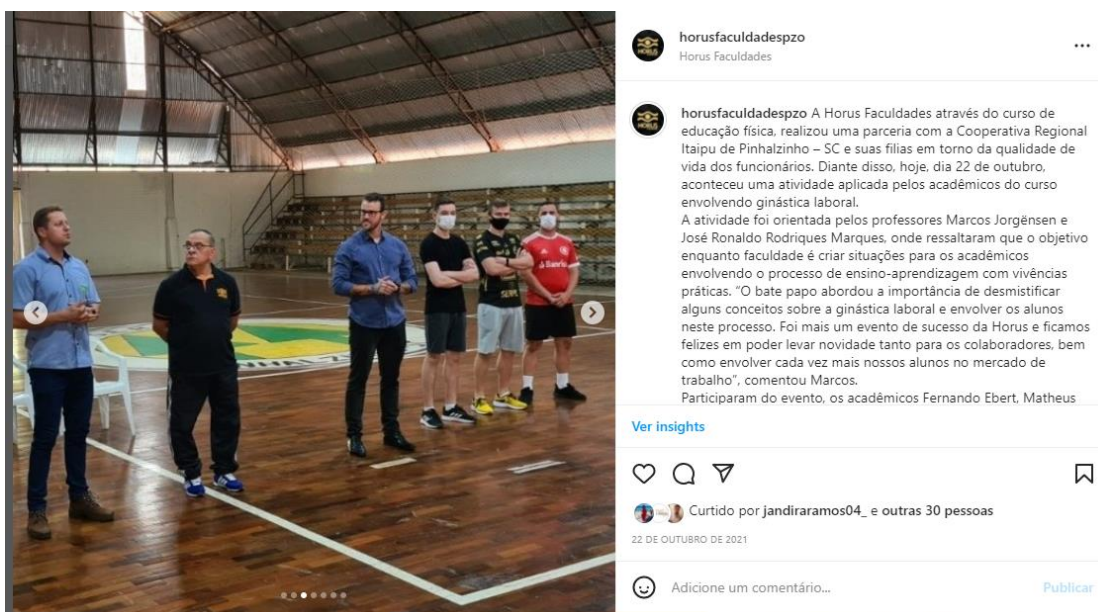 horusfaculdadespzo
Horus Faculdades
horusfaculdadespzo A Horus Faculdades através do curso de
educação física, realizou uma parceria com a Cooperativa Regional
Itaipu de Pinhalzinho – SC e suas filias em torno da qualidade de
vida dos funcionários. Diante disso, hoje, dia 22 de outubro,
aconteceu uma atividade aplicada pelos acadêmicos do curso
envolvendo ginástica laboral.
A atividade foi orientada pelos professores Marcos Jorgënsen e
José Ronaldo Rodriques Marques, onde ressaltaram que o objetivo
enquanto faculdade é criar situações para os acadêmicos
envolvendo o processo de ensino-aprendizagem com vivências
práticas. “O bate papo abordou a importância de desmistificar
alguns conceitos sobre a ginástica laboral e envolver os alunos
neste processo. Foi mais um evento de sucesso da Horus e ficamos
felizes em poder levar novidade tanto para os colaboradores, bem
como envolver cada vez mais nossos alunos no mercado de
trabalho”, comentou Marcos.
Participaram do evento, os acadêmicos Fernando Ebert, Matheus
Ver insights
Curtido por jandiraramos04_ e outras 30 pessoas
22 DE OUTUBRO DE 2021
Adicione um comentário...
Publicar